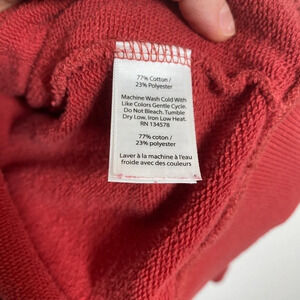 77% Cotton /
23% Polyester
Machine Wash Cold With
Like Colors Gentle Cycle.
Do Not Bleach. Tumble
Dry Low, Iron Low Heat.
RN 134578
77% coton /
23% polyester
Laver à la machine à l'eau
froide avec des couleurs